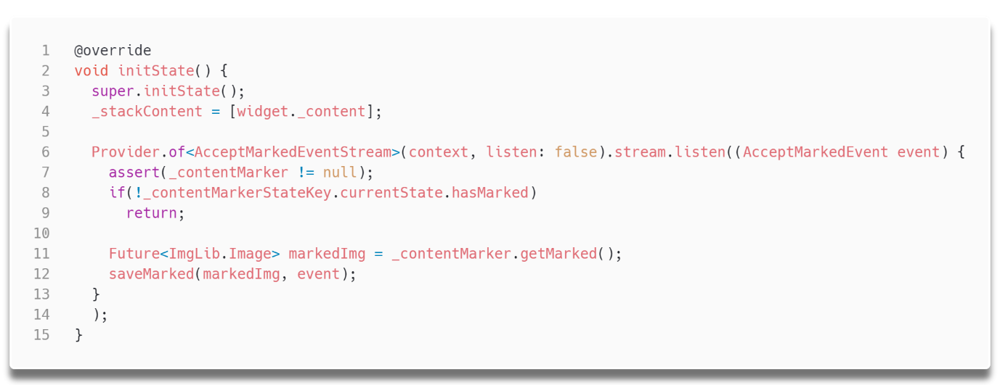 1 @override
2 void initState() {
3   super.initState();
4   _stackContent = [widget._content];
5
6   Provider.of<AcceptMarkedEventStream>(context, listen: false).stream.listen((AcceptMarkedEvent event) {
7     assert(_contentMarker != null);
8     if(!_contentMarkerStateKey.currentState.hasMarked)
9       return;
10
11     Future<ImgLib.Image> markedImg = _contentMarker.getMarked();
12     saveMarked(markedImg, event);
13   }
14   );
15 }